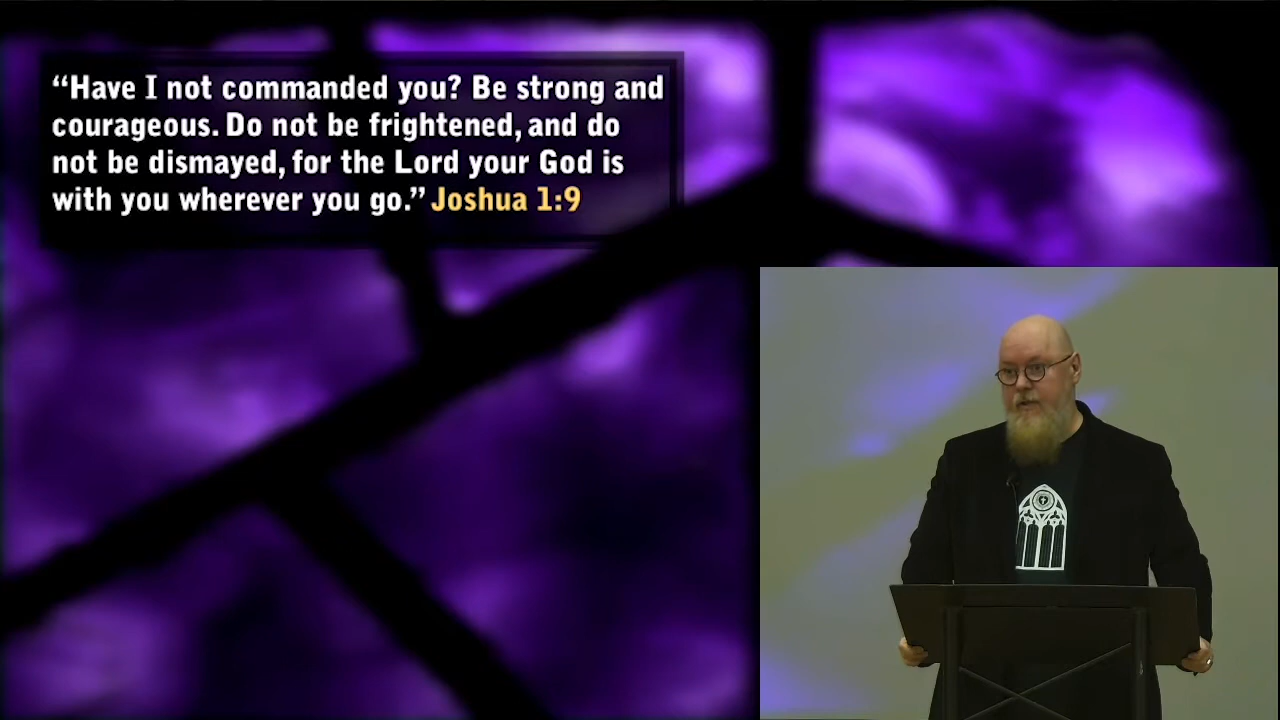 “Have I not commanded you? Be strong and
courageous. Do not be frightened, and do
not be dismayed, for the Lord your God is
with you wherever you go.” Joshua 1:9